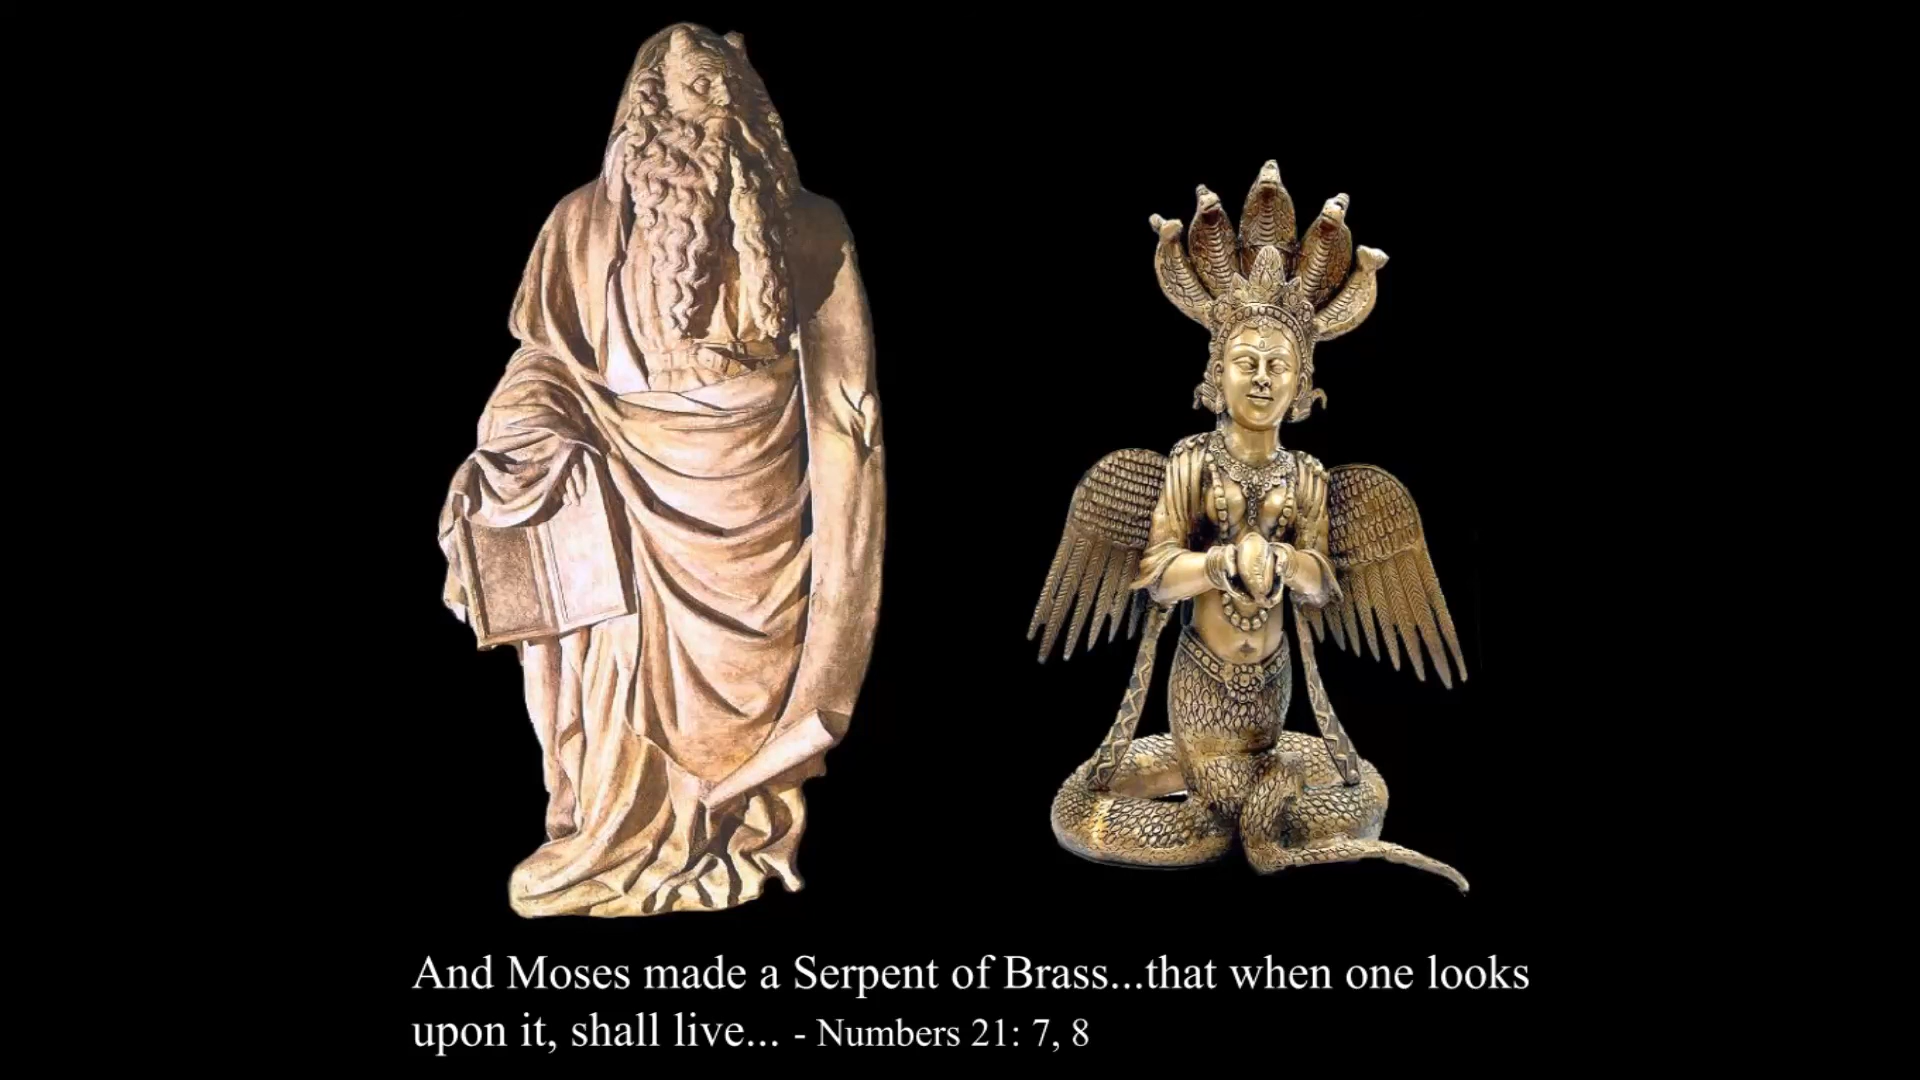 And Moses made a Serpent of Brass...that when one looks
upon it, shall live... - Numbers 21: 7, 8